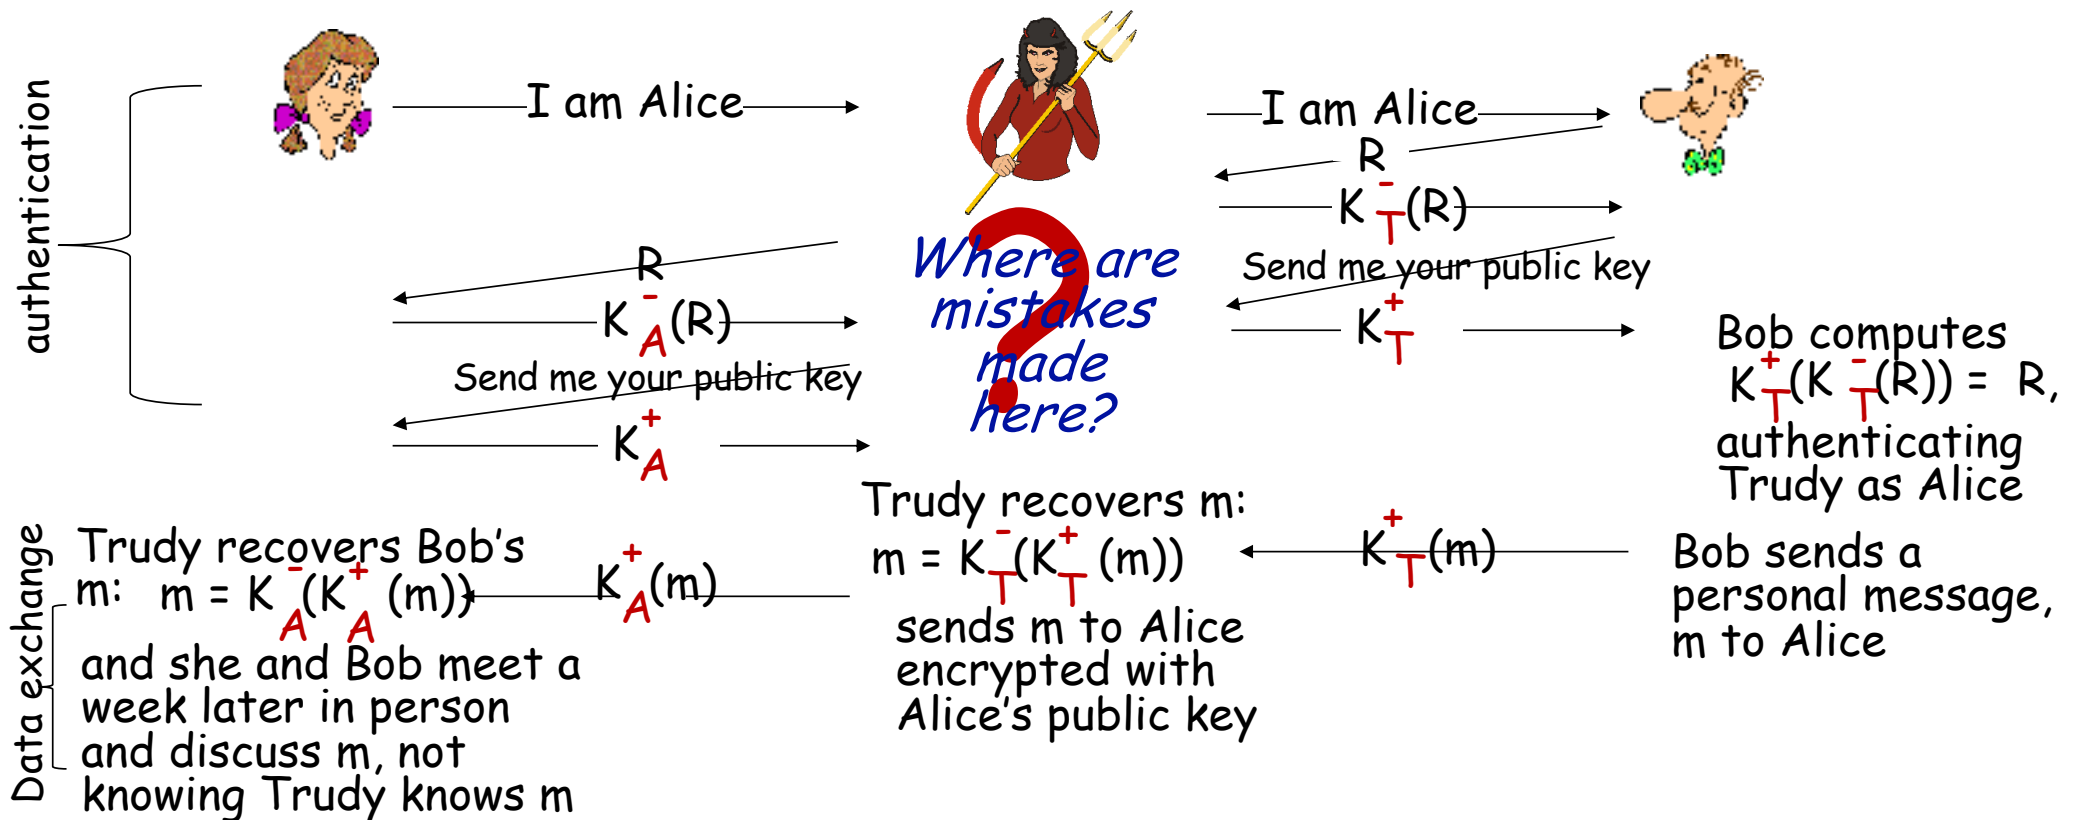 authentication
I am Alice
I am Alice
R
K⁻T(R)
Send me your public key
K⁺T
R
K⁻A(R)
Send me your public key
K⁺A
Where are
mistakes
made
here?
Bob computes
K⁺T(K⁻T(R)) = R,
authenticating
Trudy as Alice
Data exchange
Bob sends a
personal message,
m to Alice
K⁺T(m)
Trudy recovers m:
m = K⁻T(K⁺T(m))
sends m to Alice
encrypted with
Alice's public key
K⁺A(m)
Trudy recovers Bob's
m: m = K⁻A(K⁺A(m))
and she and Bob meet a
week later in person
and discuss m, not
knowing Trudy knows m